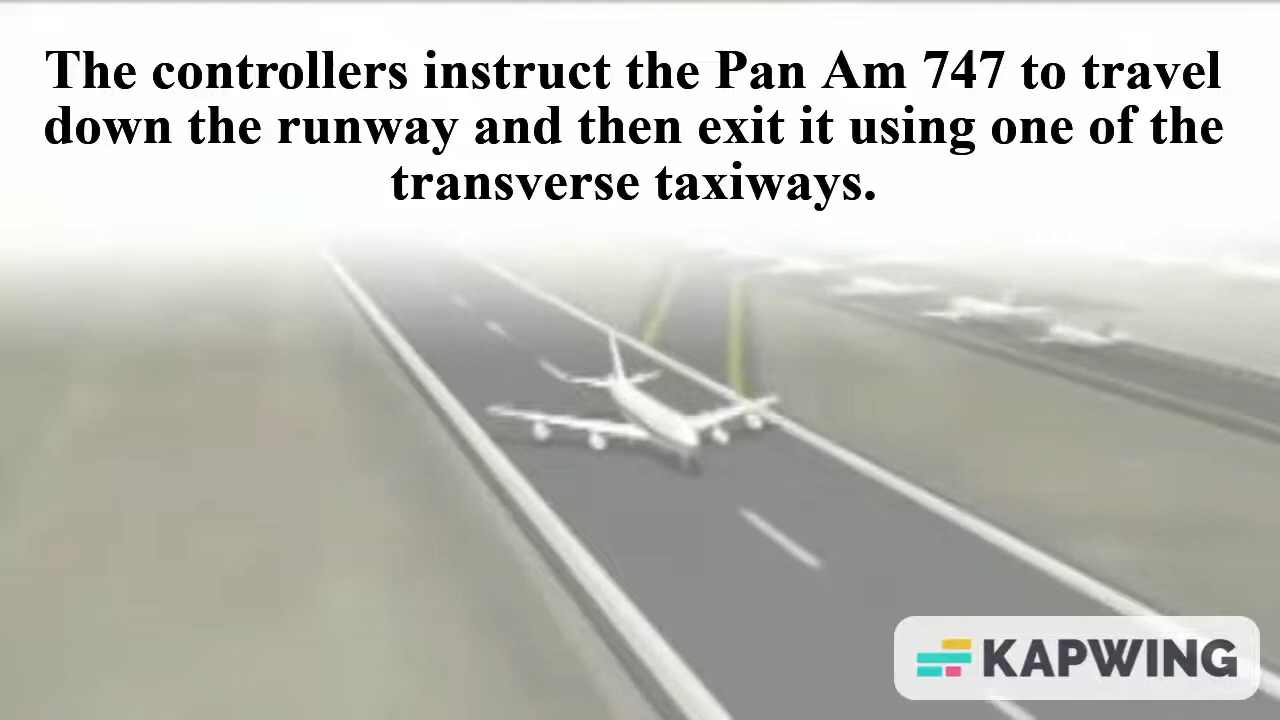 The controllers instruct the Pan Am 747 to travel
down the runway and then exit it using one of the
transverse taxiways.
KAPWING